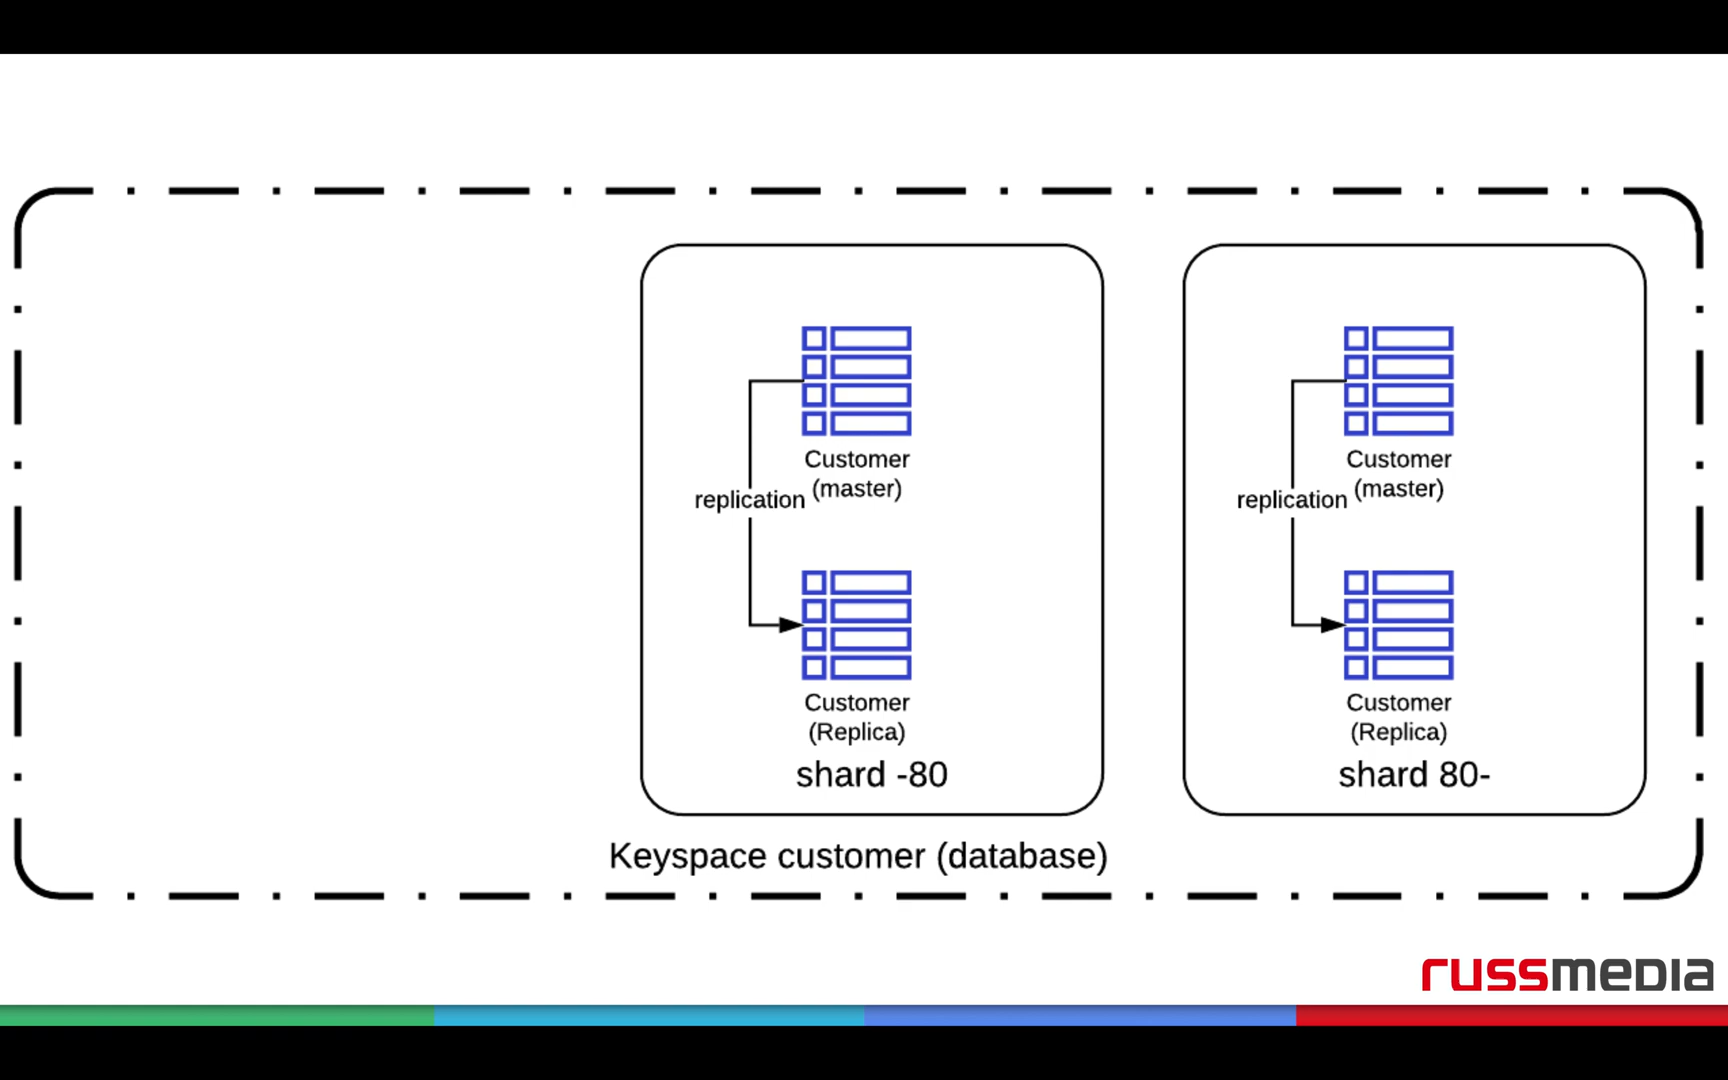 Customer
(master)
replication
Customer
(Replica)
shard -80
Customer
(master)
replication
Customer
(Replica)
shard 80-
Keyspace customer (database)
russmedia